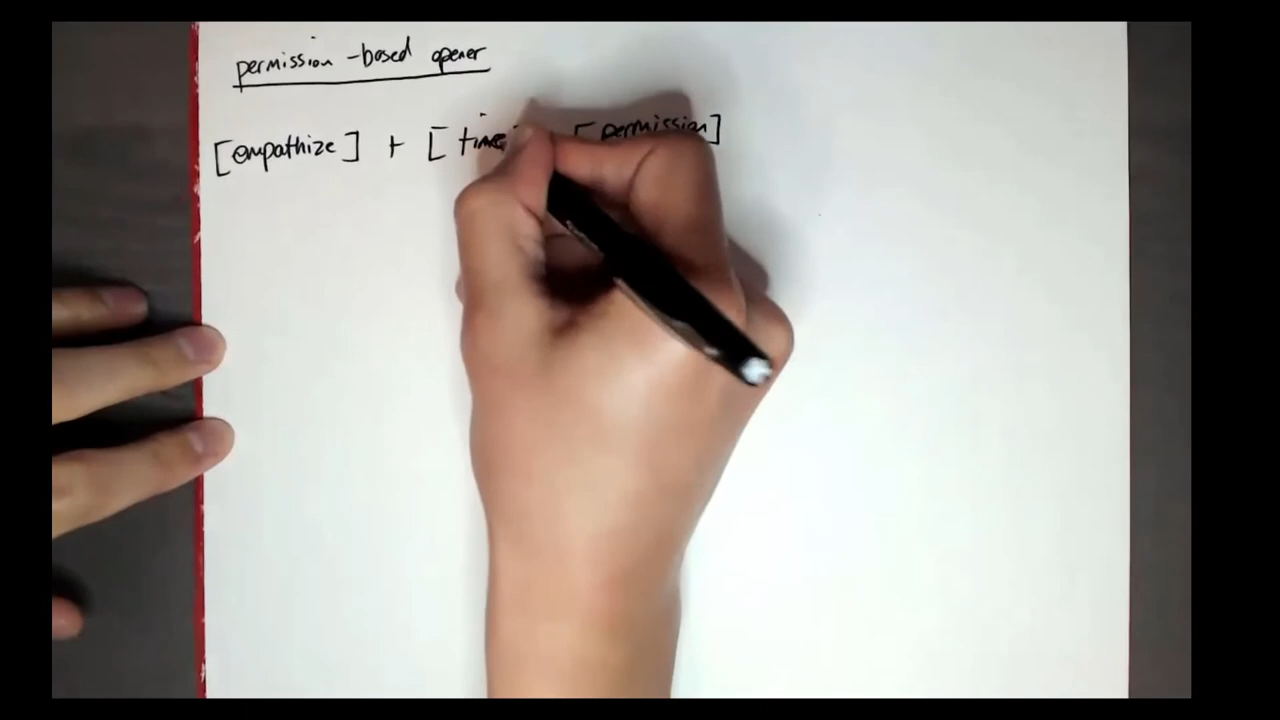 permission-based opener
[empathize] + [time [permission]